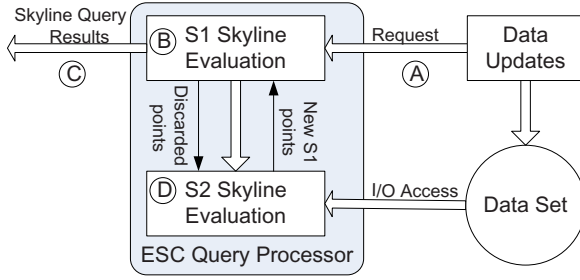 Skyline Query
Results
C
B
S1 Skyline
Evaluation
Request
A
Data
Updates
Discarded
points
New S1
points
D
S2 Skyline
Evaluation
I/O Access
Data Set
ESC Query Processor